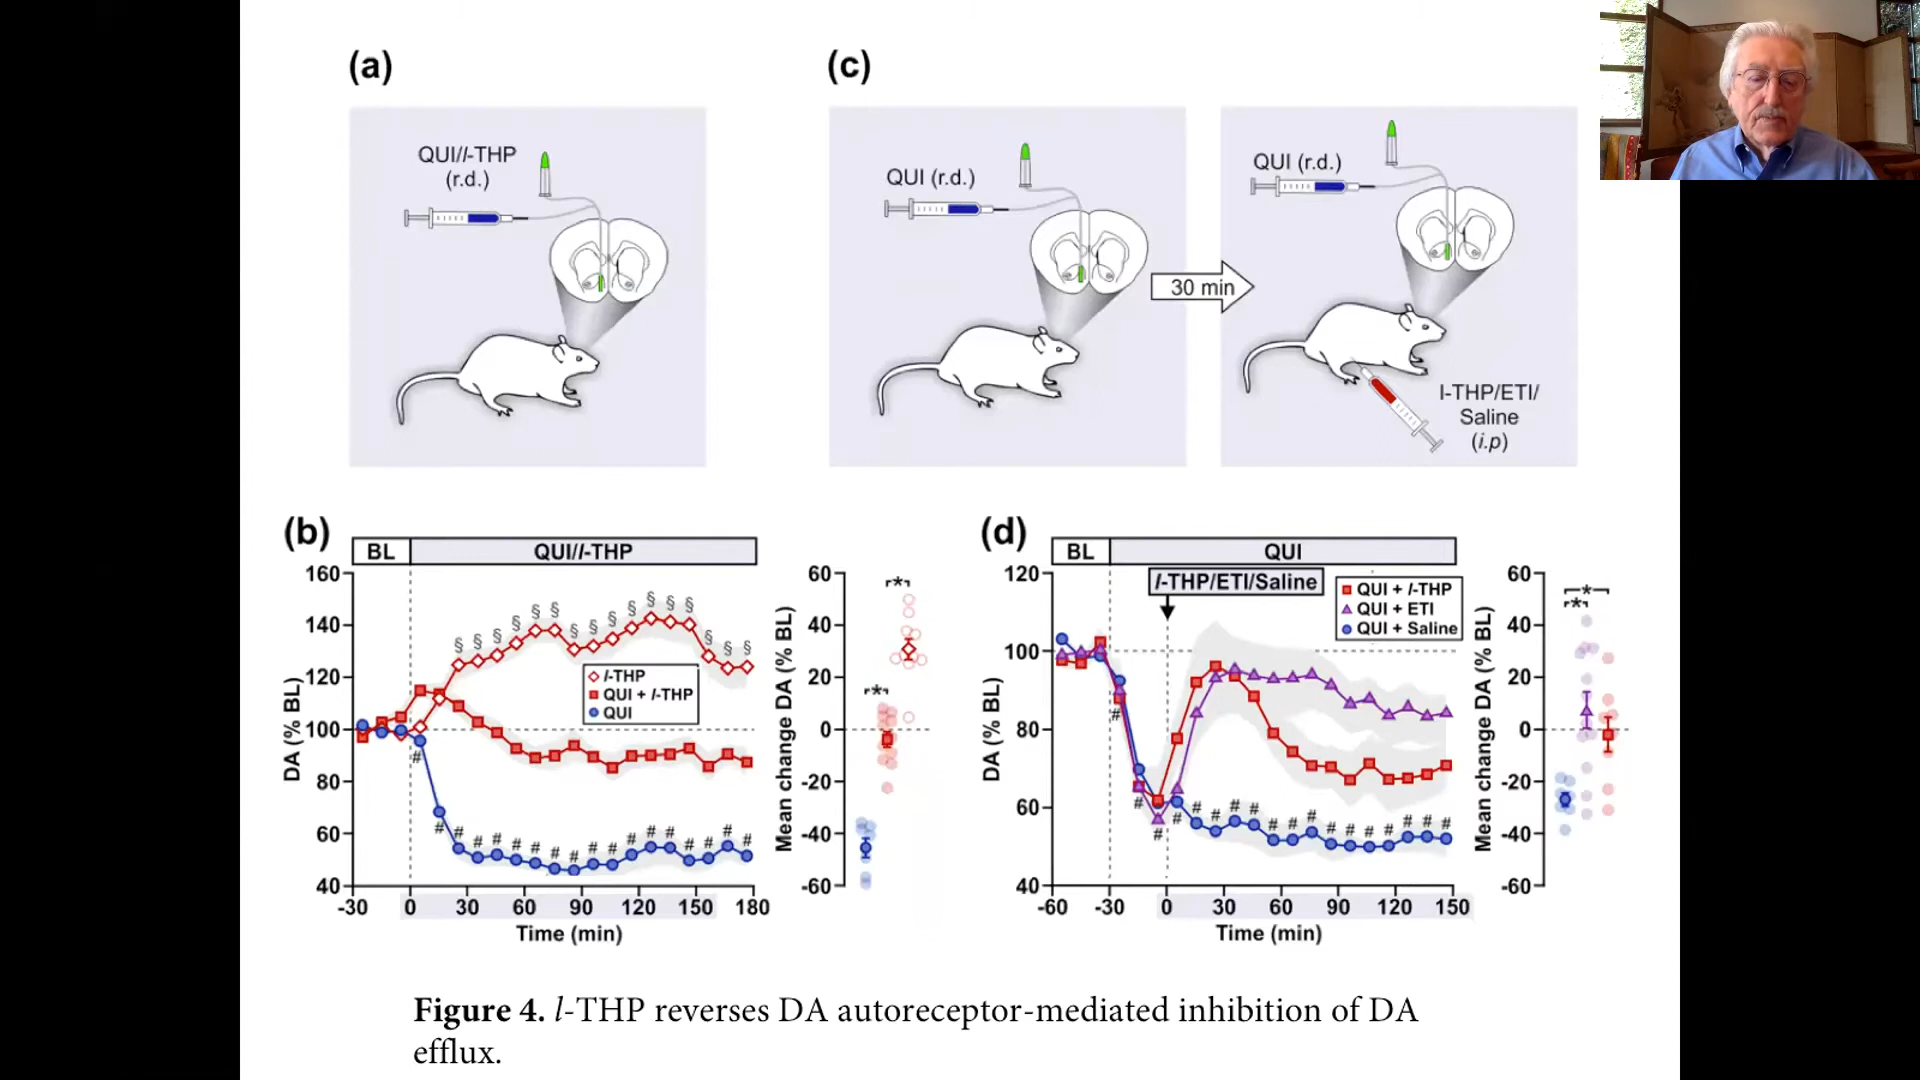 (a)
QUI/l-THP
(r.d.)
(c)
QUI (r.d.)
30 min
QUI (r.d.)
l-THP/ETI/
Saline
(i.p)
(b)
BL
QUI/l-THP
160
140
120
100
80
60
40
DA (% BL)
-30 0 30 60 90 120 150 180
Time (min)
§ § § § § § § § § § § § § § § §
l-THP
QUI + l-THP
QUI
# # # # # # # # # # # # # # # # # #
60
40
20
0
-20
-40
-60
Mean change DA (% BL)
*
*
(d)
BL
QUI
l-THP/ETI/Saline
120
100
80
60
40
DA (% BL)
-60 -30 0 30 60 90 120 150
Time (min)
QUI + l-THP
QUI + ETI
QUI + Saline
# # # # # # # # # # # # # # # # # #
60
40
20
0
-20
-40
-60
Mean change DA (% BL)
*
*
Figure 4. l-THP reverses DA autoreceptor-mediated inhibition of DA
efflux.